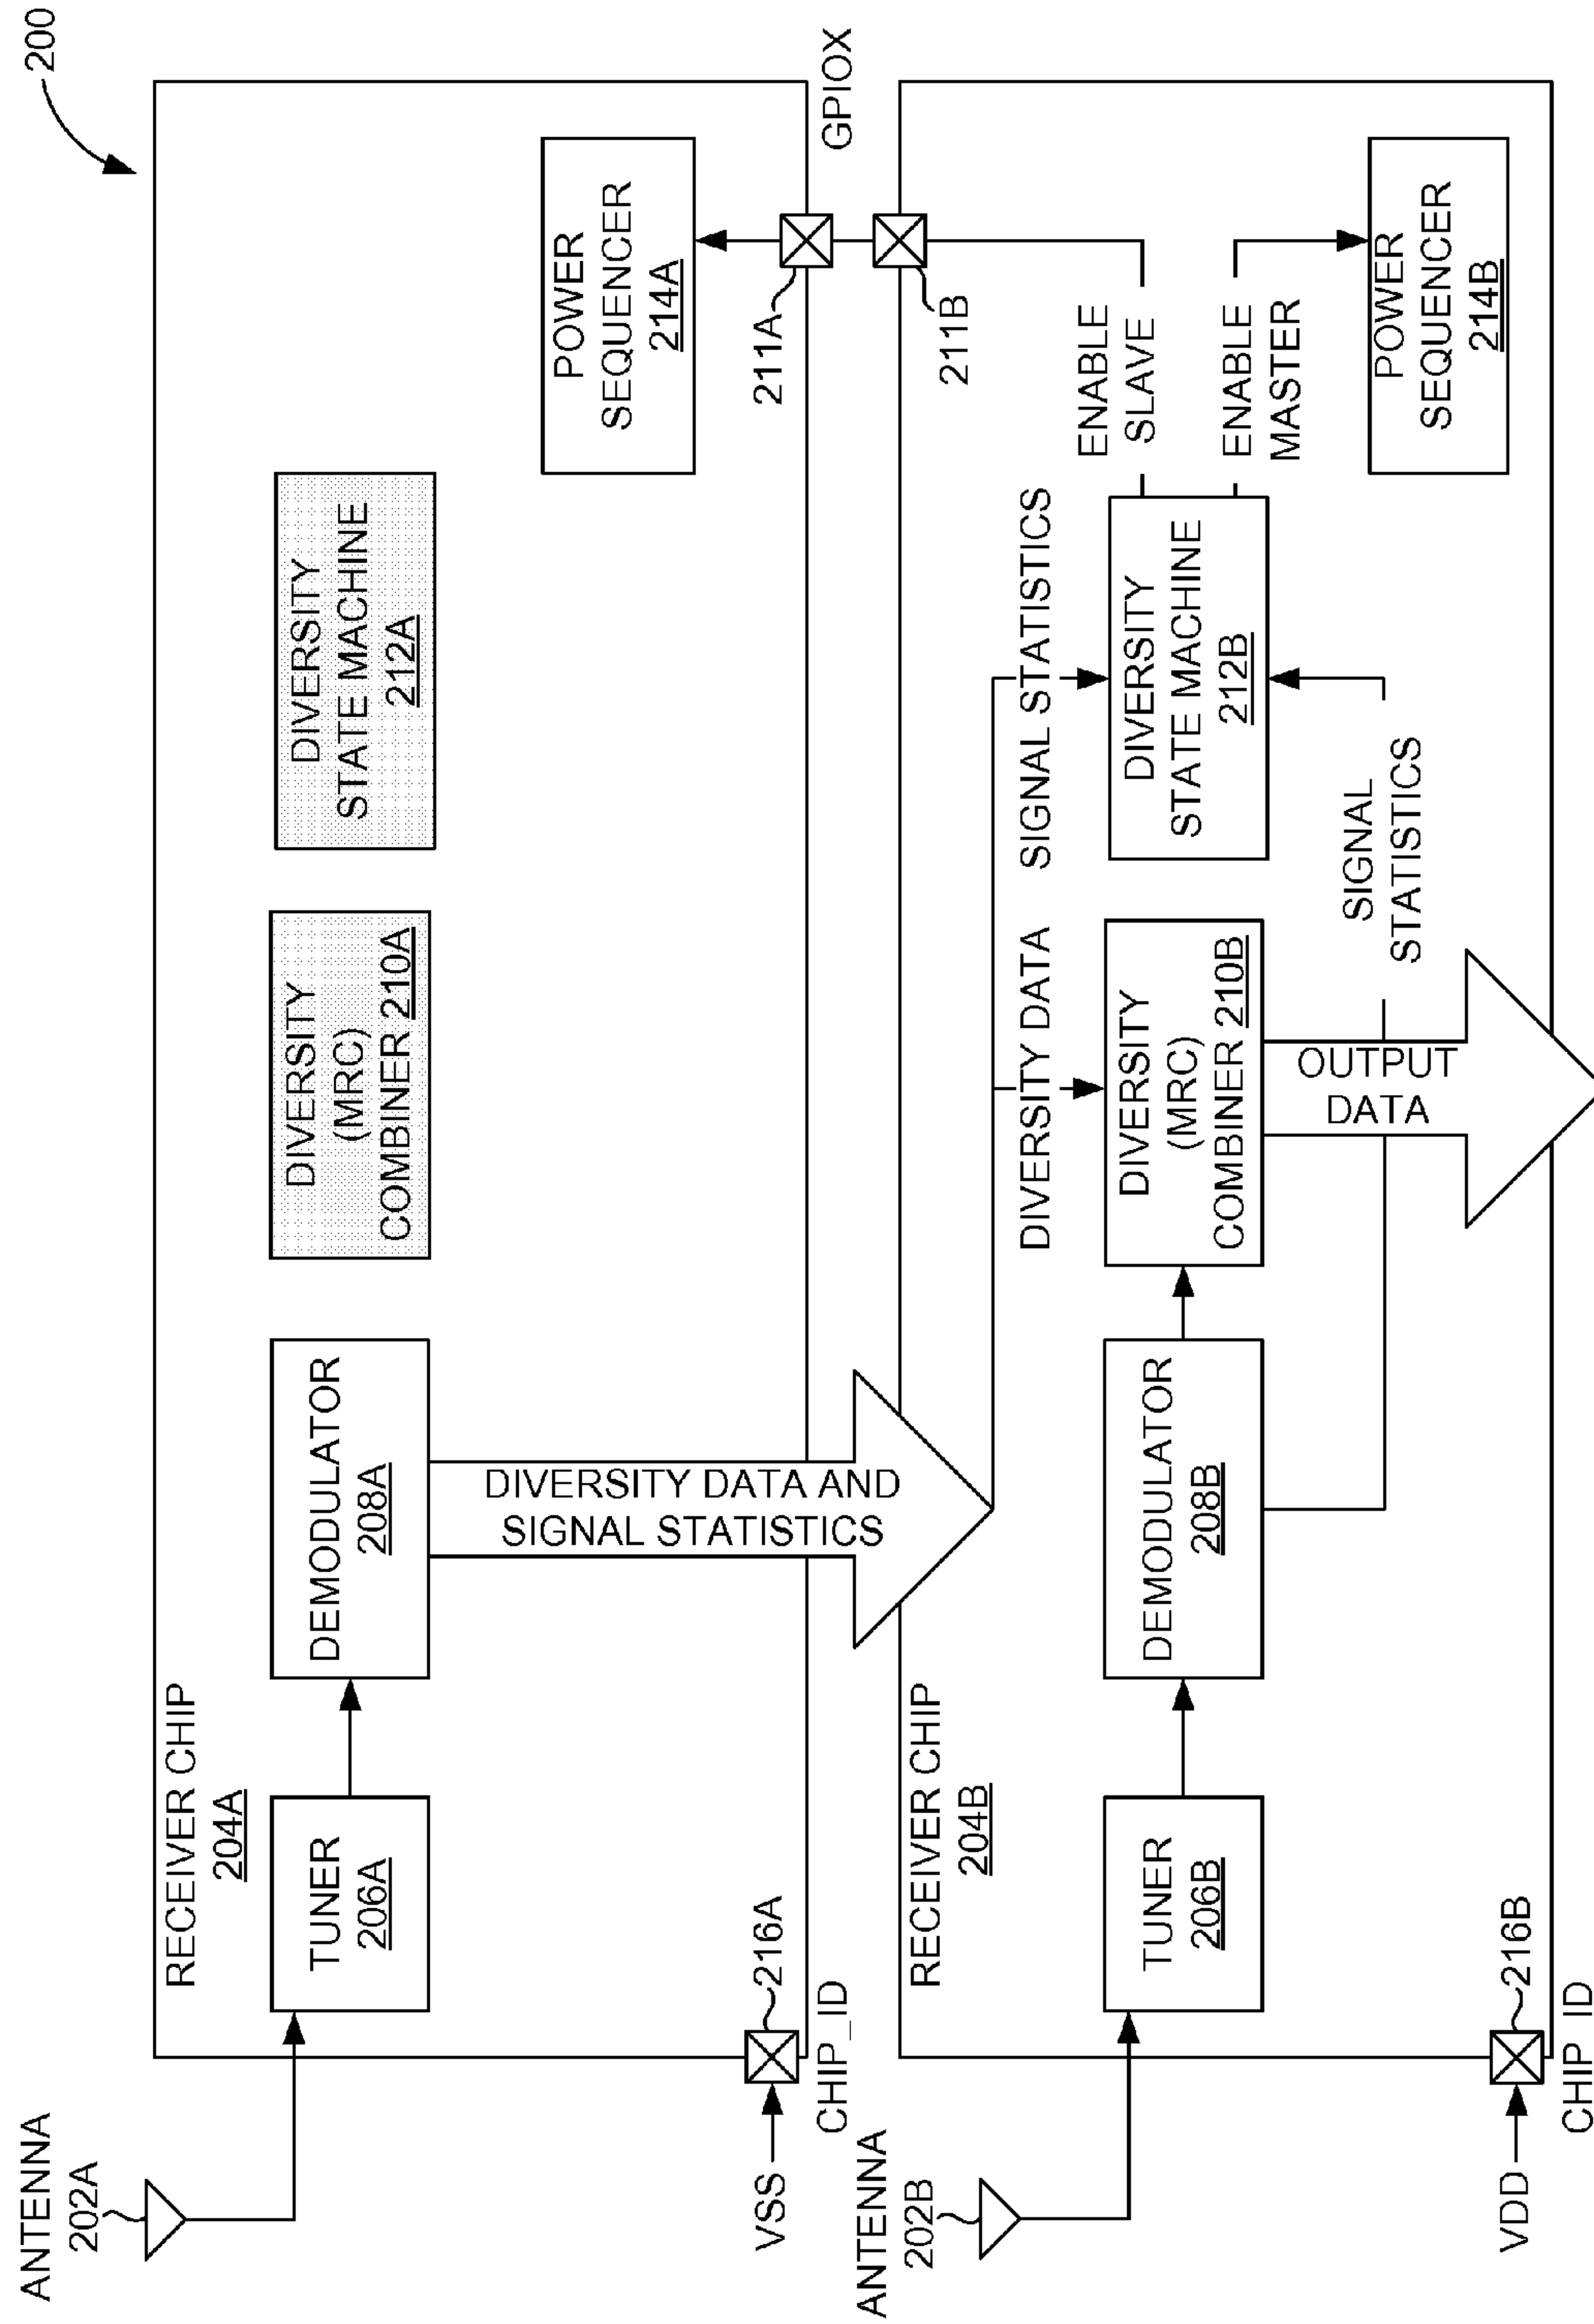 200
ANTENNA
202A
RECEIVER CHIP
204A
TUNER
206A
DEMODULATOR
208A
DIVERSITY
(MRC)
COMBINER 210A
DIVERSITY
STATE MACHINE
212A
POWER
SEQUENCER
214A
211A
GPIOX
VSS
216A
CHIP_ID
DIVERSITY DATA AND
SIGNAL STATISTICS
ANTENNA
202B
RECEIVER CHIP
204B
TUNER
206B
DEMODULATOR
208B
DIVERSITY DATA
SIGNAL STATISTICS
DIVERSITY
(MRC)
COMBINER 210B
DIVERSITY
STATE MACHINE
212B
211B
ENABLE
SLAVE
ENABLE
MASTER
POWER
SEQUENCER
214B
OUTPUT
DATA
SIGNAL
STATISTICS
VDD
216B
CHIP_ID